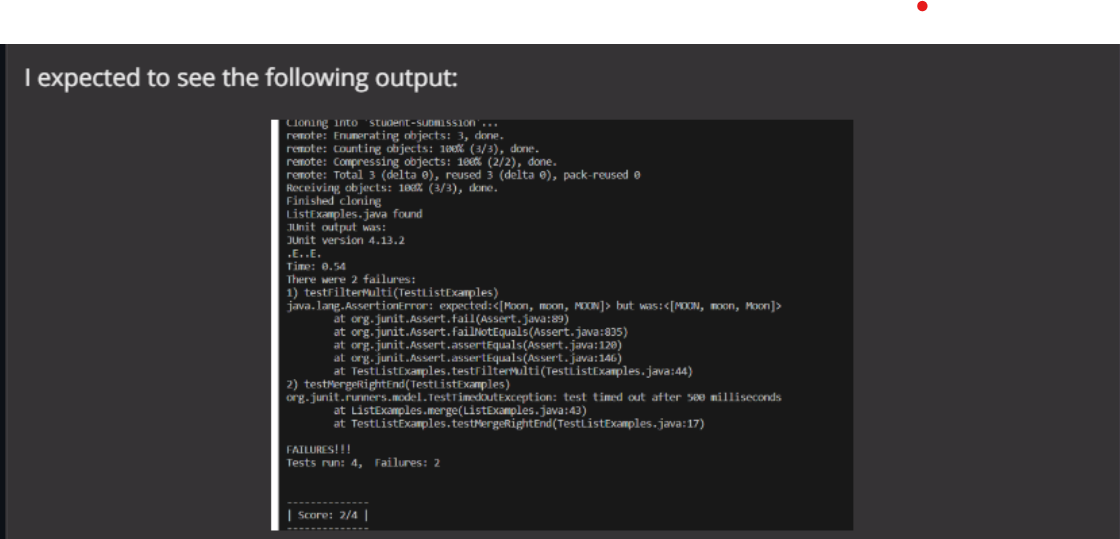 I expected to see the following output:
Cloning into 'student-submission'...
remote: Enumerating objects: 3, done.
remote: Counting objects: 100% (3/3), done.
remote: Compressing objects: 100% (2/2), done.
remote: Total 3 (delta 0), reused 3 (delta 0), pack-reused 0
Receiving objects: 100% (3/3), done.
Finished cloning
ListExamples.java found
JUnit output was:
JUnit version 4.13.2
.E..E.
Time: 0.54
There were 2 failures:
1) testFilterMulti(TestListExamples)
java.lang.AssertionError: expected:<[Moon, moon, MOON]> but was:<[MOON, moon, Moon]>
at org.junit.Assert.fail(Assert.java:89)
at org.junit.Assert.failNotEquals(Assert.java:835)
at org.junit.Assert.assertEquals(Assert.java:120)
at org.junit.Assert.assertEquals(Assert.java:146)
at TestListExamples.testFilterMulti(TestListExamples.java:44)
2) testMergeRightEnd(TestListExamples)
org.junit.runners.model.TestTimedOutException: test timed out after 500 milliseconds
at ListExamples.merge(ListExamples.java:43)
at TestListExamples.testMergeRightEnd(TestListExamples.java:17)
FAILURES!!!
Tests run: 4,  Failures: 2
--------------
| Score: 2/4 |
--------------